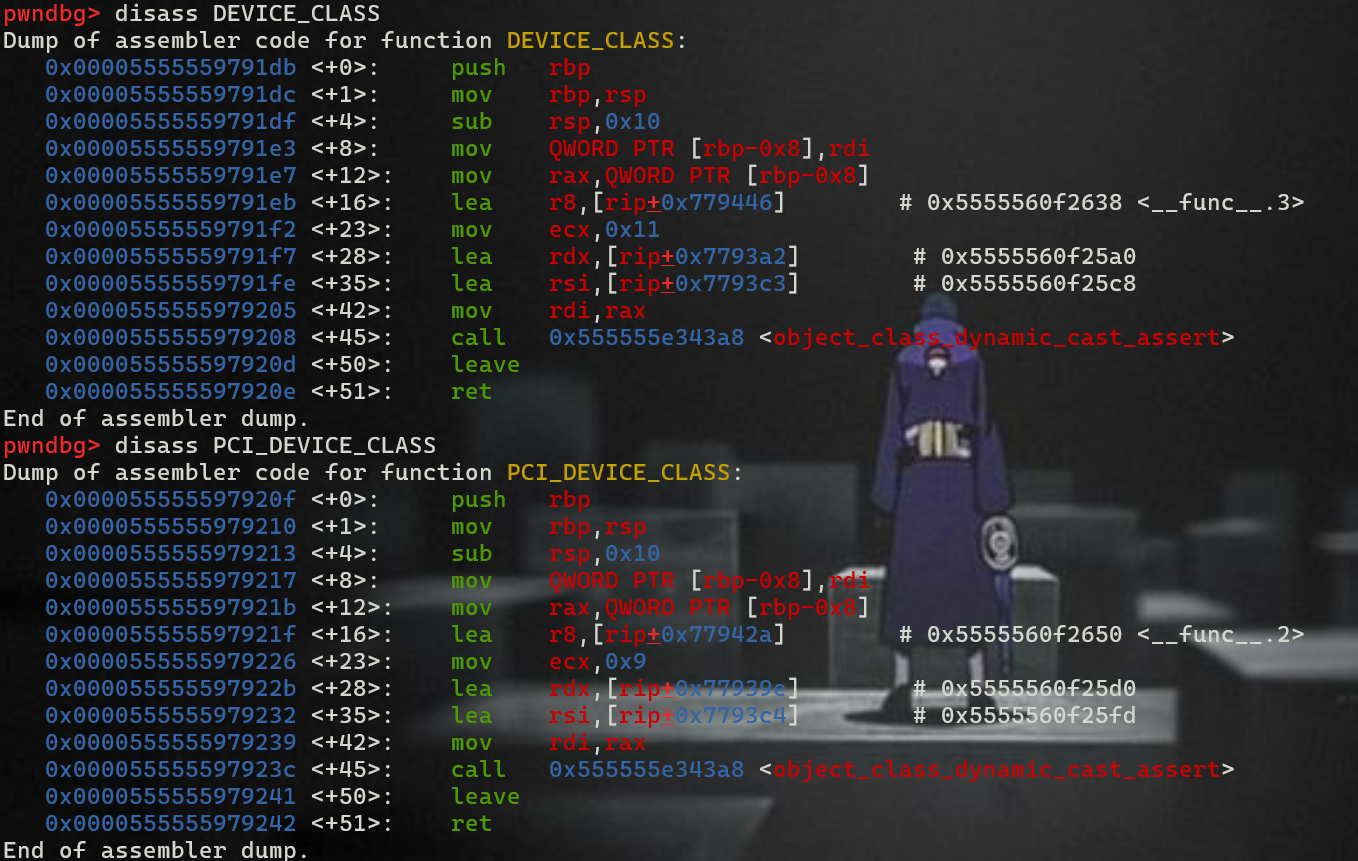 pwndbg> disass DEVICE_CLASS
Dump of assembler code for function DEVICE_CLASS:
   0x00005555559791db <+0>:     push   rbp
   0x00005555559791dc <+1>:     mov    rbp,rsp
   0x00005555559791df <+4>:     sub    rsp,0x10
   0x00005555559791e3 <+8>:     mov    QWORD PTR [rbp-0x8],rdi
   0x00005555559791e7 <+12>:    mov    rax,QWORD PTR [rbp-0x8]
   0x00005555559791eb <+16>:    lea    r8,[rip+0x779446]        # 0x5555560f2638 <__func__.3>
   0x00005555559791f2 <+23>:    mov    ecx,0x11
   0x00005555559791f7 <+28>:    lea    rdx,[rip+0x7793a2]        # 0x5555560f25a0
   0x00005555559791fe <+35>:    lea    rsi,[rip+0x7793c3]        # 0x5555560f25c8
   0x0000555555979205 <+42>:    mov    rdi,rax
   0x0000555555979208 <+45>:    call   0x555555e343a8 <object_class_dynamic_cast_assert>
   0x000055555597920d <+50>:    leave
   0x000055555597920e <+51>:    ret
End of assembler dump.
pwndbg> disass PCI_DEVICE_CLASS
Dump of assembler code for function PCI_DEVICE_CLASS:
   0x000055555597920f <+0>:     push   rbp
   0x0000555555979210 <+1>:     mov    rbp,rsp
   0x0000555555979213 <+4>:     sub    rsp,0x10
   0x0000555555979217 <+8>:     mov    QWORD PTR [rbp-0x8],rdi
   0x000055555597921b <+12>:    mov    rax,QWORD PTR [rbp-0x8]
   0x000055555597921f <+16>:    lea    r8,[rip+0x77942a]        # 0x5555560f2650 <__func__.2>
   0x0000555555979226 <+23>:    mov    ecx,0x9
   0x000055555597922b <+28>:    lea    rdx,[rip+0x77939e]        # 0x5555560f25d0
   0x0000555555979232 <+35>:    lea    rsi,[rip+0x7793c4]        # 0x5555560f25fd
   0x0000555555979239 <+42>:    mov    rdi,rax
   0x000055555597923c <+45>:    call   0x555555e343a8 <object_class_dynamic_cast_assert>
   0x0000555555979241 <+50>:    leave
   0x0000555555979242 <+51>:    ret
End of assembler dump.